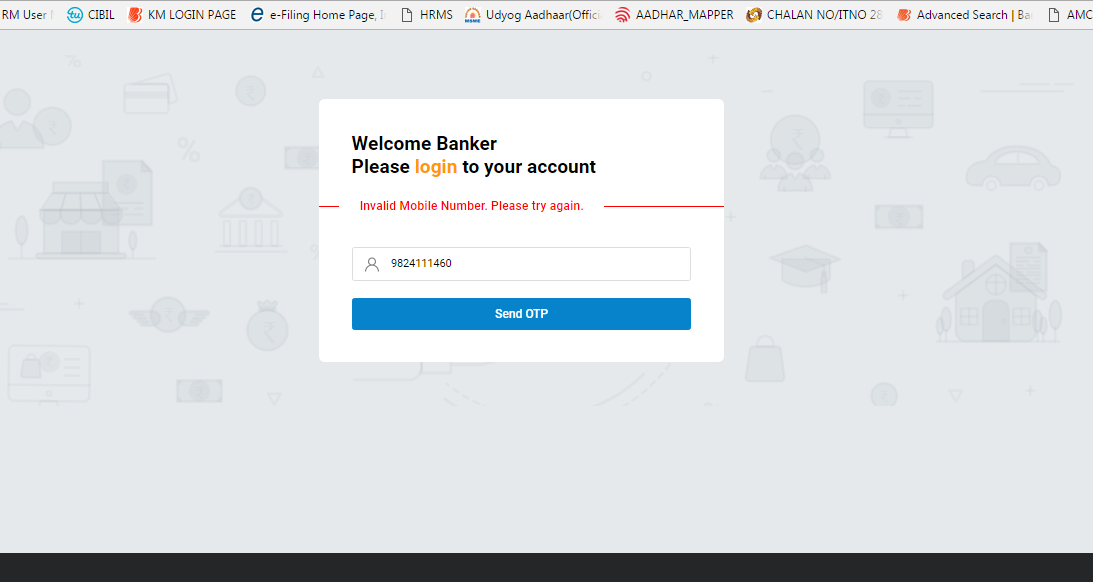 RM User CIBIL KM LOGIN PAGE e-Filing Home Page, I HRMS Udyog Aadhaar(Offici AADHAR_MAPPER CHALAN NO/ITNO 28 Advanced Search | Ba AMC
Welcome Banker
Please login to your account
Invalid Mobile Number. Please try again.
9824111460
Send OTP